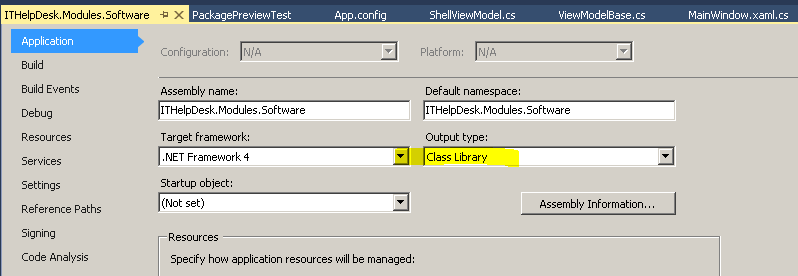 ITHelpDesk.Modules.Software PackagePreviewTest App.config ShellViewModel.cs ViewModelBase.cs MainWindow.xaml.cs
Application
Build
Build Events
Debug
Resources
Services
Settings
Reference Paths
Signing
Code Analysis
Configuration: N/A Platform: N/A
Assembly name: Default namespace:
ITHelpDesk.Modules.Software ITHelpDesk.Modules.Software
Target framework: Output type:
.NET Framework 4 Class Library
Startup object:
(Not set) Assembly Information...
Resources
Specify how application resources will be managed: